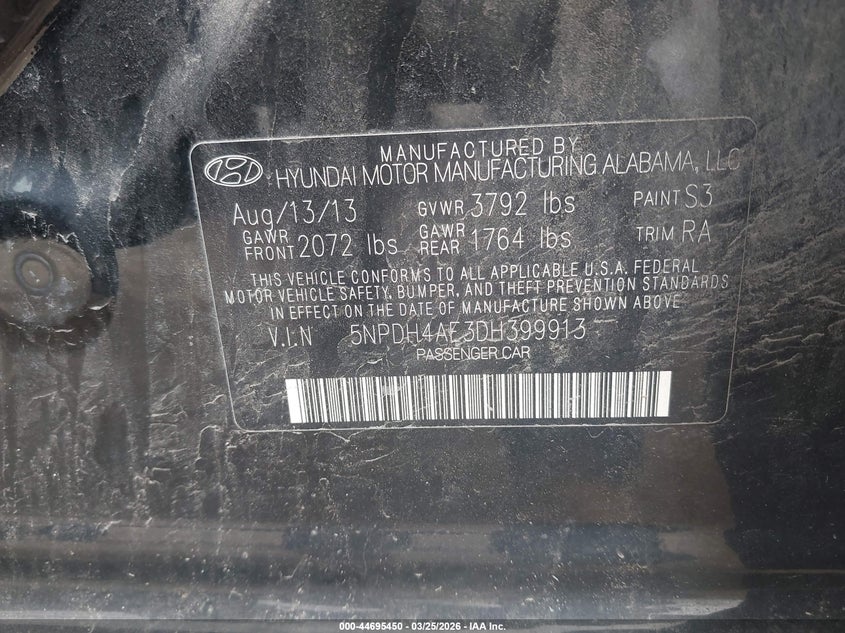 MANUFACTURED BY
HYUNDAI MOTOR MANUFACTURING ALABAMA, LLC
Aug/13/13 GVWR 3792 lbs PAINT S3
GAWR FRONT 2072 lbs GAWR REAR 1764 lbs TRIM RA
THIS VEHICLE CONFORMS TO ALL APPLICABLE U.S.A. FEDERAL
MOTOR VEHICLE SAFETY, BUMPER, AND THEFT PREVENTION STANDARDS
IN EFFECT ON THE DATE OF MANUFACTURE SHOWN ABOVE
V.I.N 5NPDH4AE3DH399913
PASSENGER CAR
000-44695450 - 03/25/2026 - IAA Inc.